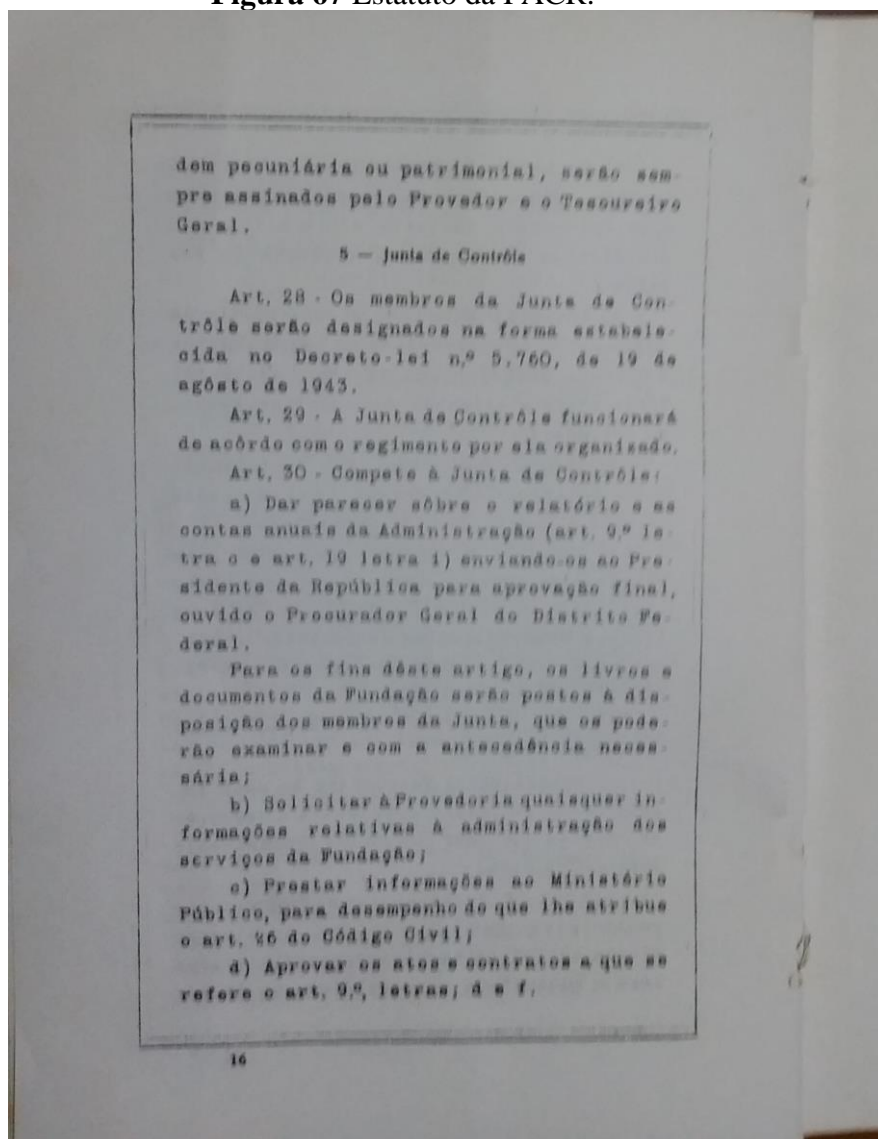 Figura 67 Estatuto da FACR.
dem pecuniária ou patrimonial, serão sem-
pre assinados pelo Provedor e o Tesoureiro
Geral.
5 — Junta de Contrôle
Art. 28 - Os membros da Junta de Con-
trôle serão designados na forma estabele-
cida no Decreto-lei n.º 5.760, de 19 de
agôsto de 1943.
Art. 29 - A Junta de Contrôle funcionará
de acôrdo com o regimento por ela organizado.
Art. 30 - Compete à Junta de Contrôle:
a) Dar parecer sôbre o relatório e as
contas anuais da Administração (art. 9.º le-
tra c e art. 19 letra i) enviando-os ao Pre-
sidente da República para aprovação final,
ouvido o Procurador Geral do Distrito Fe-
deral.
Para os fins dêste artigo, os livros e
documentos da Fundação serão postos à dis-
posição dos membros da Junta, que os pode-
rão examinar e com a antecedência neces-
sária;
b) Solicitar à Provedoria quaisquer in-
formações relativas à administração dos
serviços da Fundação;
c) Prestar informações ao Ministério
Público, para desempenho do que lhe atribue
o art. 26 do Código Civil;
d) Aprovar os atos e contratos a que se
refere o art. 9.º, letras; d e f.
16